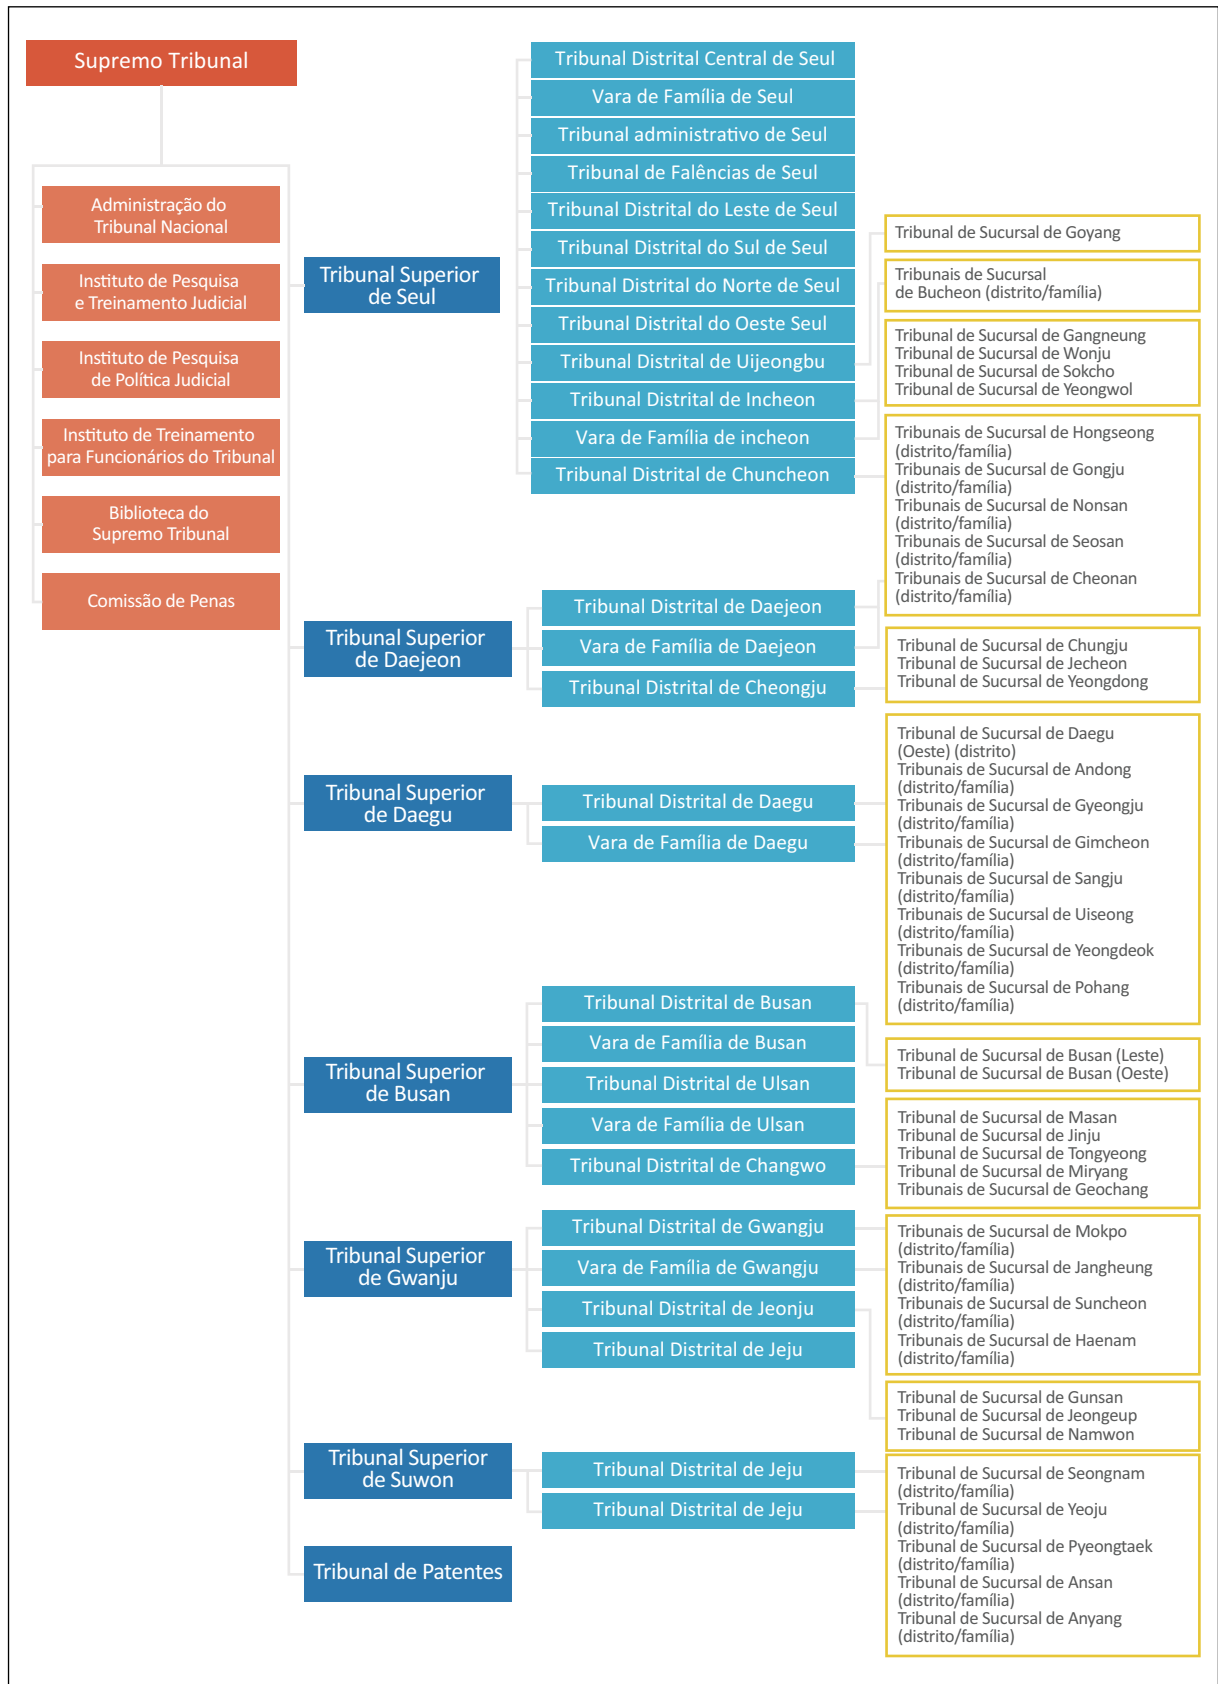 Supremo Tribunal
Administração do
Tribunal Nacional
Instituto de Pesquisa
e Treinamento Judicial
Instituto de Pesquisa
de Política Judicial
Instituto de Treinamento
para Funcionários do Tribunal
Biblioteca do
Supremo Tribunal
Comissão de Penas
Tribunal Superior
de Seul
Tribunal Distrital Central de Seul
Vara de Família de Seul
Tribunal administrativo de Seul
Tribunal de Falências de Seul
Tribunal Distrital do Leste de Seul
Tribunal Distrital do Sul de Seul
Tribunal Distrital do Norte de Seul
Tribunal Distrital do Oeste Seul
Tribunal Distrital de Uijeongbu
Tribunal Distrital de Incheon
Vara de Família de incheon
Tribunal Distrital de Chuncheon
Tribunal de Sucursal de Goyang
Tribunais de Sucursal
de Bucheon (distrito/família)
Tribunal de Sucursal de Gangneung
Tribunal de Sucursal de Wonju
Tribunal de Sucursal de Sokcho
Tribunal de Sucursal de Yeongwol
Tribunais de Sucursal de Hongseong
(distrito/família)
Tribunais de Sucursal de Gongju
(distrito/família)
Tribunais de Sucursal de Nonsan
(distrito/família)
Tribunais de Sucursal de Seosan
(distrito/família)
Tribunais de Sucursal de Cheonan
(distrito/família)
Tribunal Superior
de Daejeon
Tribunal Distrital de Daejeon
Vara de Família de Daejeon
Tribunal Distrital de Cheongju
Tribunal de Sucursal de Chungju
Tribunal de Sucursal de Jecheon
Tribunal de Sucursal de Yeongdong
Tribunal Superior
de Daegu
Tribunal Distrital de Daegu
Vara de Família de Daegu
Tribunal de Sucursal de Daegu
(Oeste) (distrito)
Tribunais de Sucursal de Andong
(distrito/família)
Tribunais de Sucursal de Gyeongju
(distrito/família)
Tribunais de Sucursal de Gimcheon
(distrito/família)
Tribunais de Sucursal de Sangju
(distrito/família)
Tribunais de Sucursal de Uiseong
(distrito/família)
Tribunais de Sucursal de Yeongdeok
(distrito/família)
Tribunais de Sucursal de Pohang
(distrito/família)
Tribunal Superior
de Busan
Tribunal Distrital de Busan
Vara de Família de Busan
Tribunal Distrital de Ulsan
Vara de Família de Ulsan
Tribunal Distrital de Changwo
Tribunal de Sucursal de Busan (Leste)
Tribunal de Sucursal de Busan (Oeste)
Tribunal de Sucursal de Masan
Tribunal de Sucursal de Jinju
Tribunal de Sucursal de Tongyeong
Tribunal de Sucursal de Miryang
Tribunais de Sucursal de Geochang
Tribunal Superior
de Gwanju
Tribunal Distrital de Gwangju
Vara de Família de Gwangju
Tribunal Distrital de Jeonju
Tribunal Distrital de Jeju
Tribunais de Sucursal de Mokpo
(distrito/família)
Tribunais de Sucursal de Jangheung
(distrito/família)
Tribunais de Sucursal de Suncheon
(distrito/família)
Tribunais de Sucursal de Haenam
(distrito/família)
Tribunal de Sucursal de Gunsan
Tribunal de Sucursal de Jeongeup
Tribunal de Sucursal de Namwon
Tribunal Superior
de Suwon
Tribunal Distrital de Jeju
Tribunal Distrital de Jeju
Tribunal de Sucursal de Seongnam
(distrito/família)
Tribunal de Sucursal de Yeoju
(distrito/família)
Tribunal de Sucursal de Pyeongtaek
(distrito/família)
Tribunal de Sucursal de Ansan
(distrito/família)
Tribunal de Sucursal de Anyang
(distrito/família)
Tribunal de Patentes